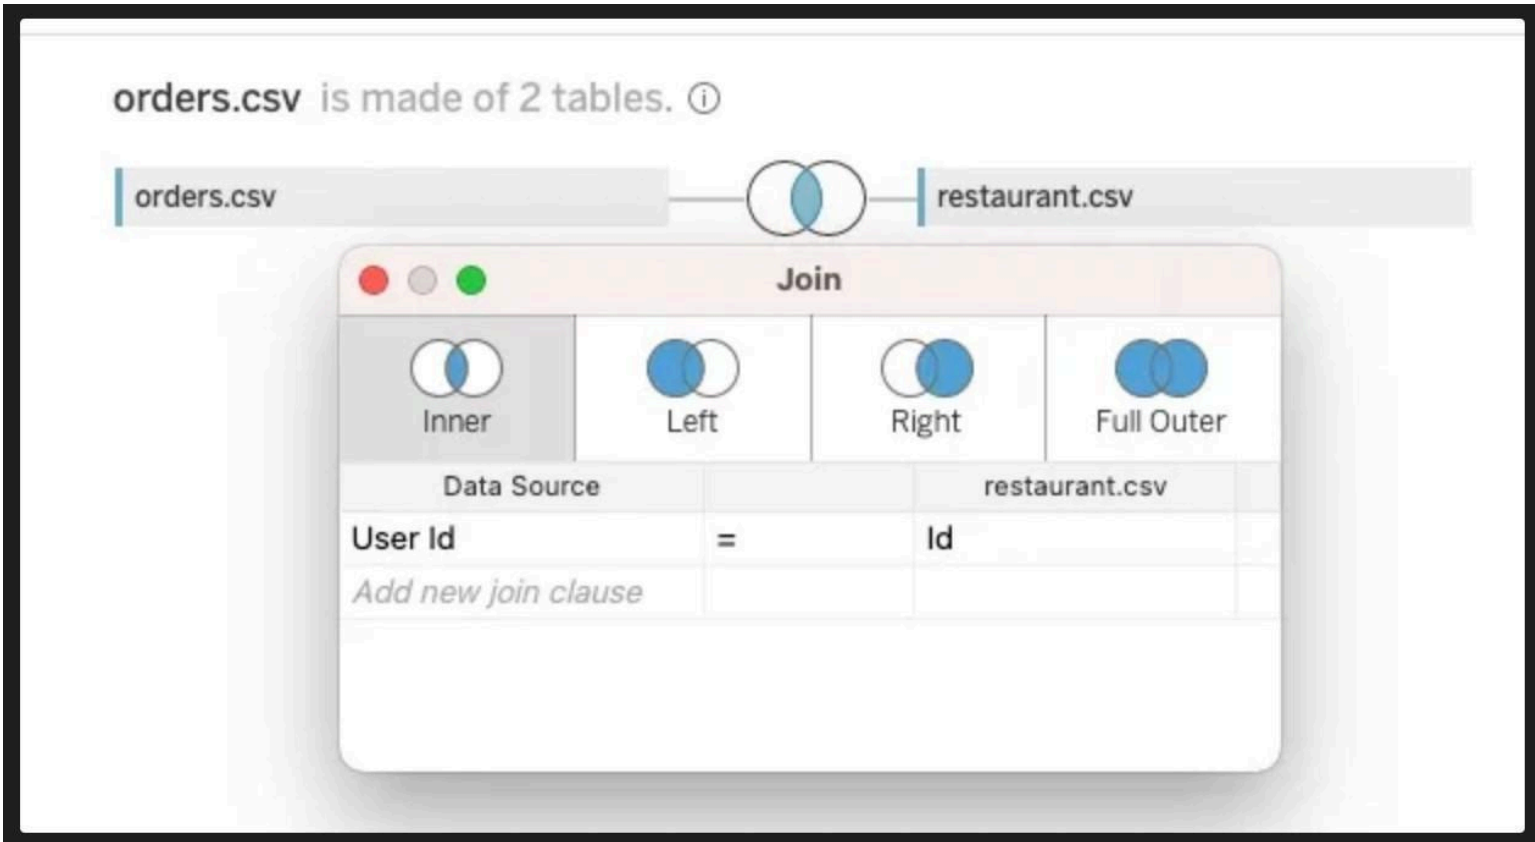 orders.csv is made of 2 tables. ⓘ
orders.csv restaurant.csv
Join
Inner Left Right Full Outer
Data Source restaurant.csv
User Id = Id
Add new join clause